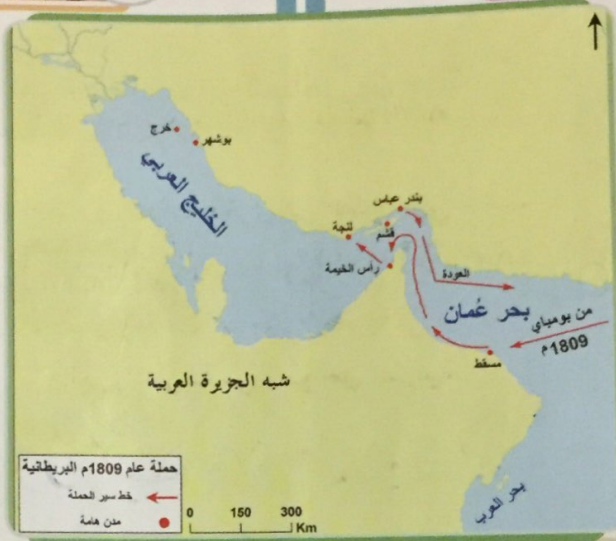 خرج
بوشهر
الخليج العربي
بندر عباس
قشم
لنجة
رأس الخيمة
العودة
بحر عُمان
من بومباي
1809م
مسقط
شبه الجزيرة العربية
بحر العرب
حملة عام 1809م البريطانية
خط سير الحملة
مدن هامة
0 150 300
Km